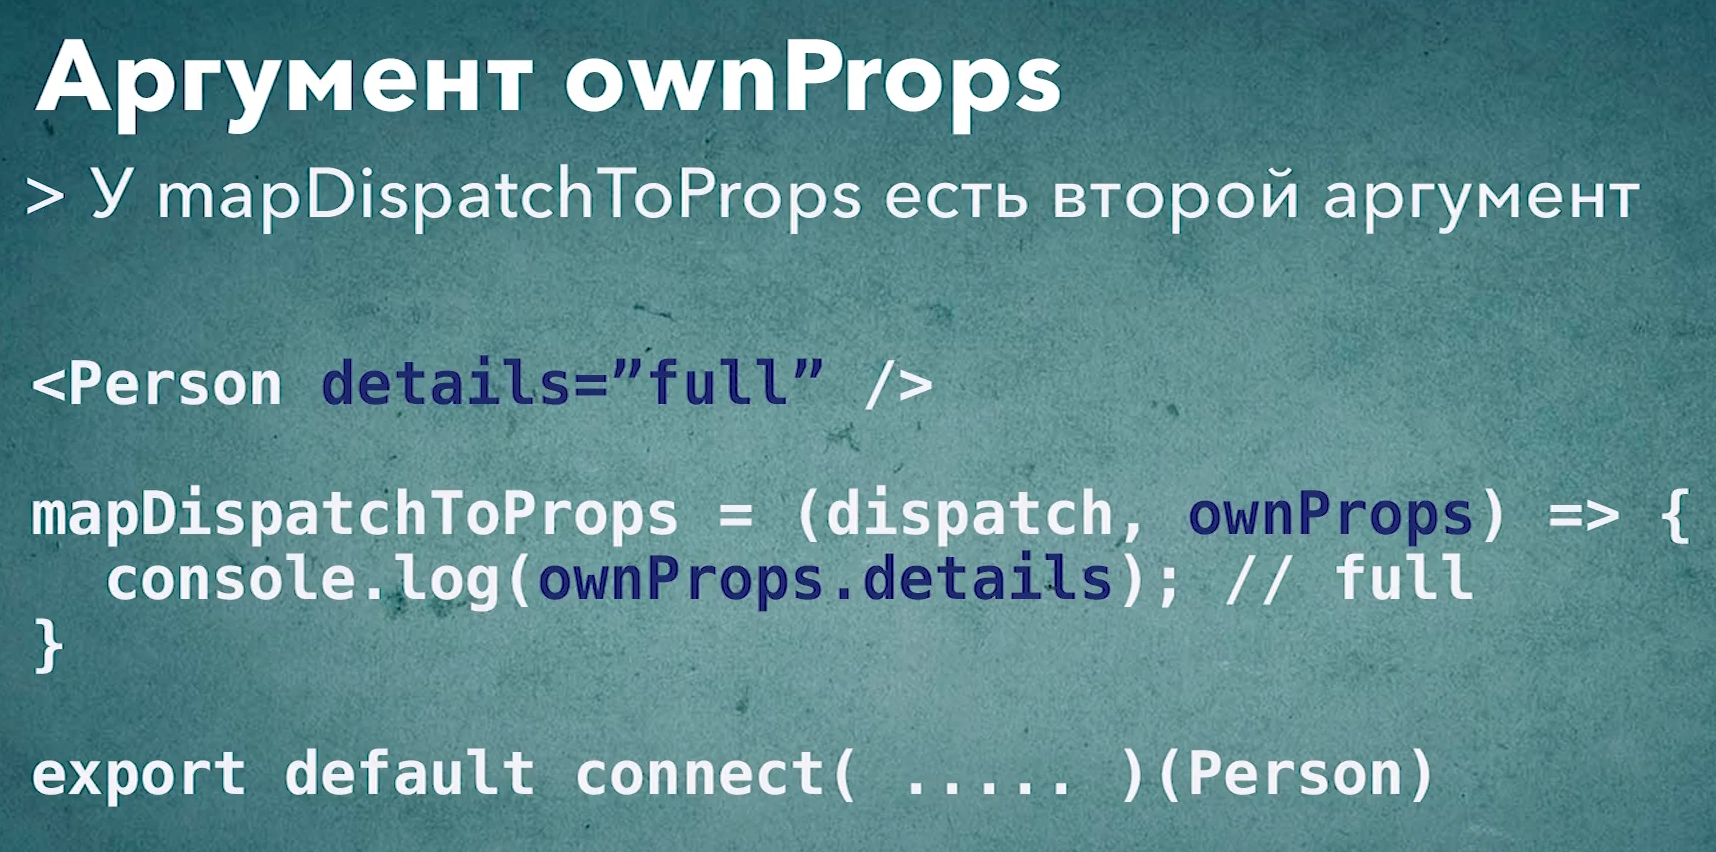 Аргумент ownProps
> У mapDispatchToProps есть второй аргумент
<Person details=”full” />
mapDispatchToProps = (dispatch, ownProps) => {
  console.log(ownProps.details); // full
}
export default connect( ..... )(Person)